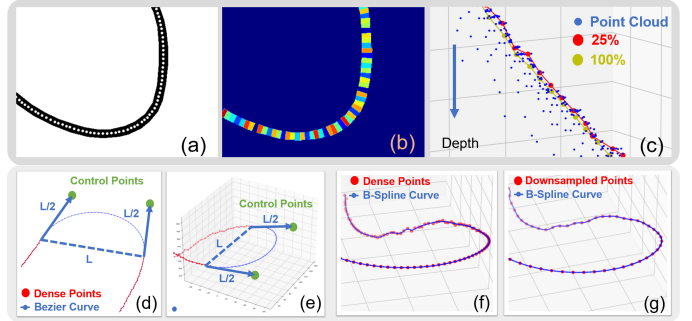 (a)
(b)
Point Cloud
25%
100%
Depth
(c)
Control Points
L/2
L/2
L
Dense Points
Bezier Curve
(d)
Control Points
L/2
L
L/2
(e)
Dense Points
B-Spline Curve
(f)
Downsampled Points
B-Spline Curve
(g)